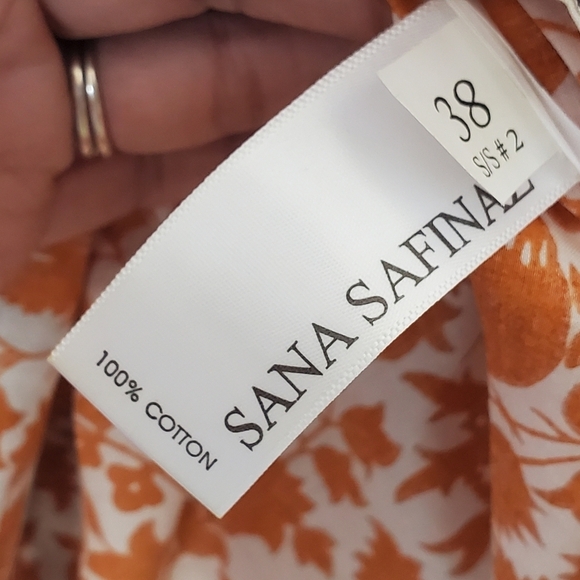 38
S/S # 2
SANA SAFINAZ
100% COTTON